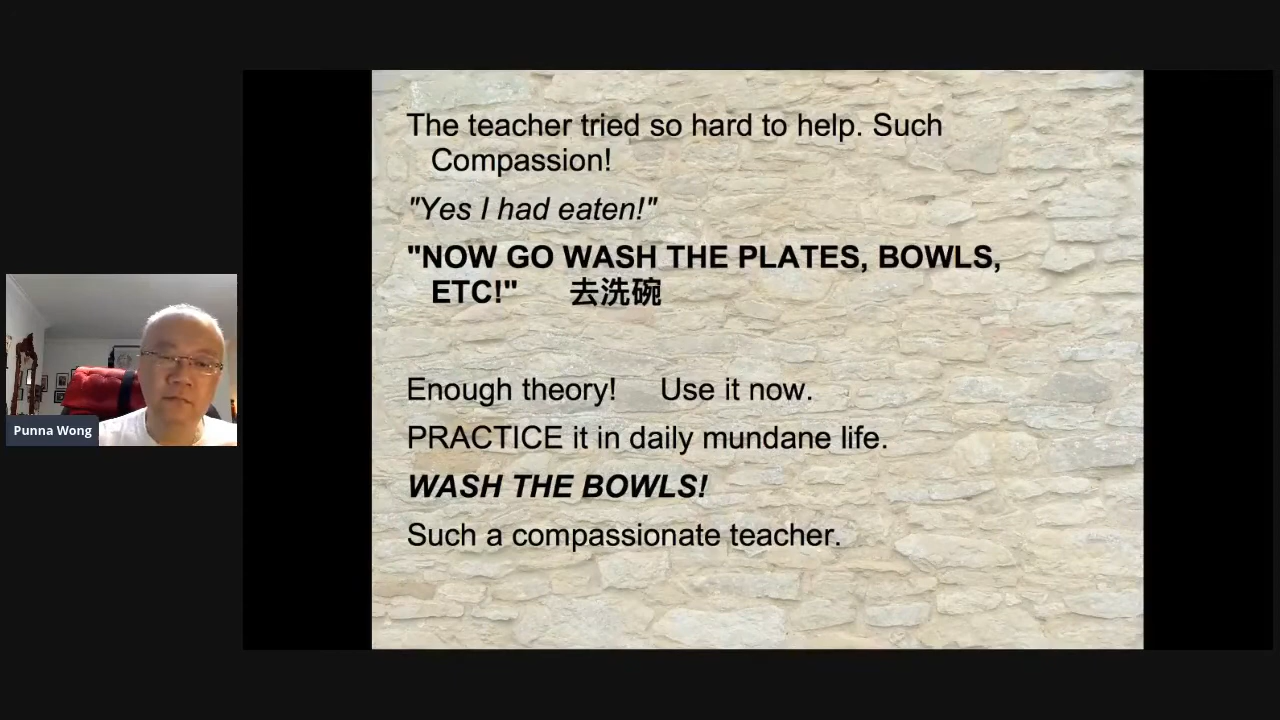 The teacher tried so hard to help. Such
Compassion!
"Yes I had eaten!"
"NOW GO WASH THE PLATES, BOWLS,
ETC!" 去洗碗
Enough theory! Use it now.
PRACTICE it in daily mundane life.
WASH THE BOWLS!
Such a compassionate teacher.
Punna Wong